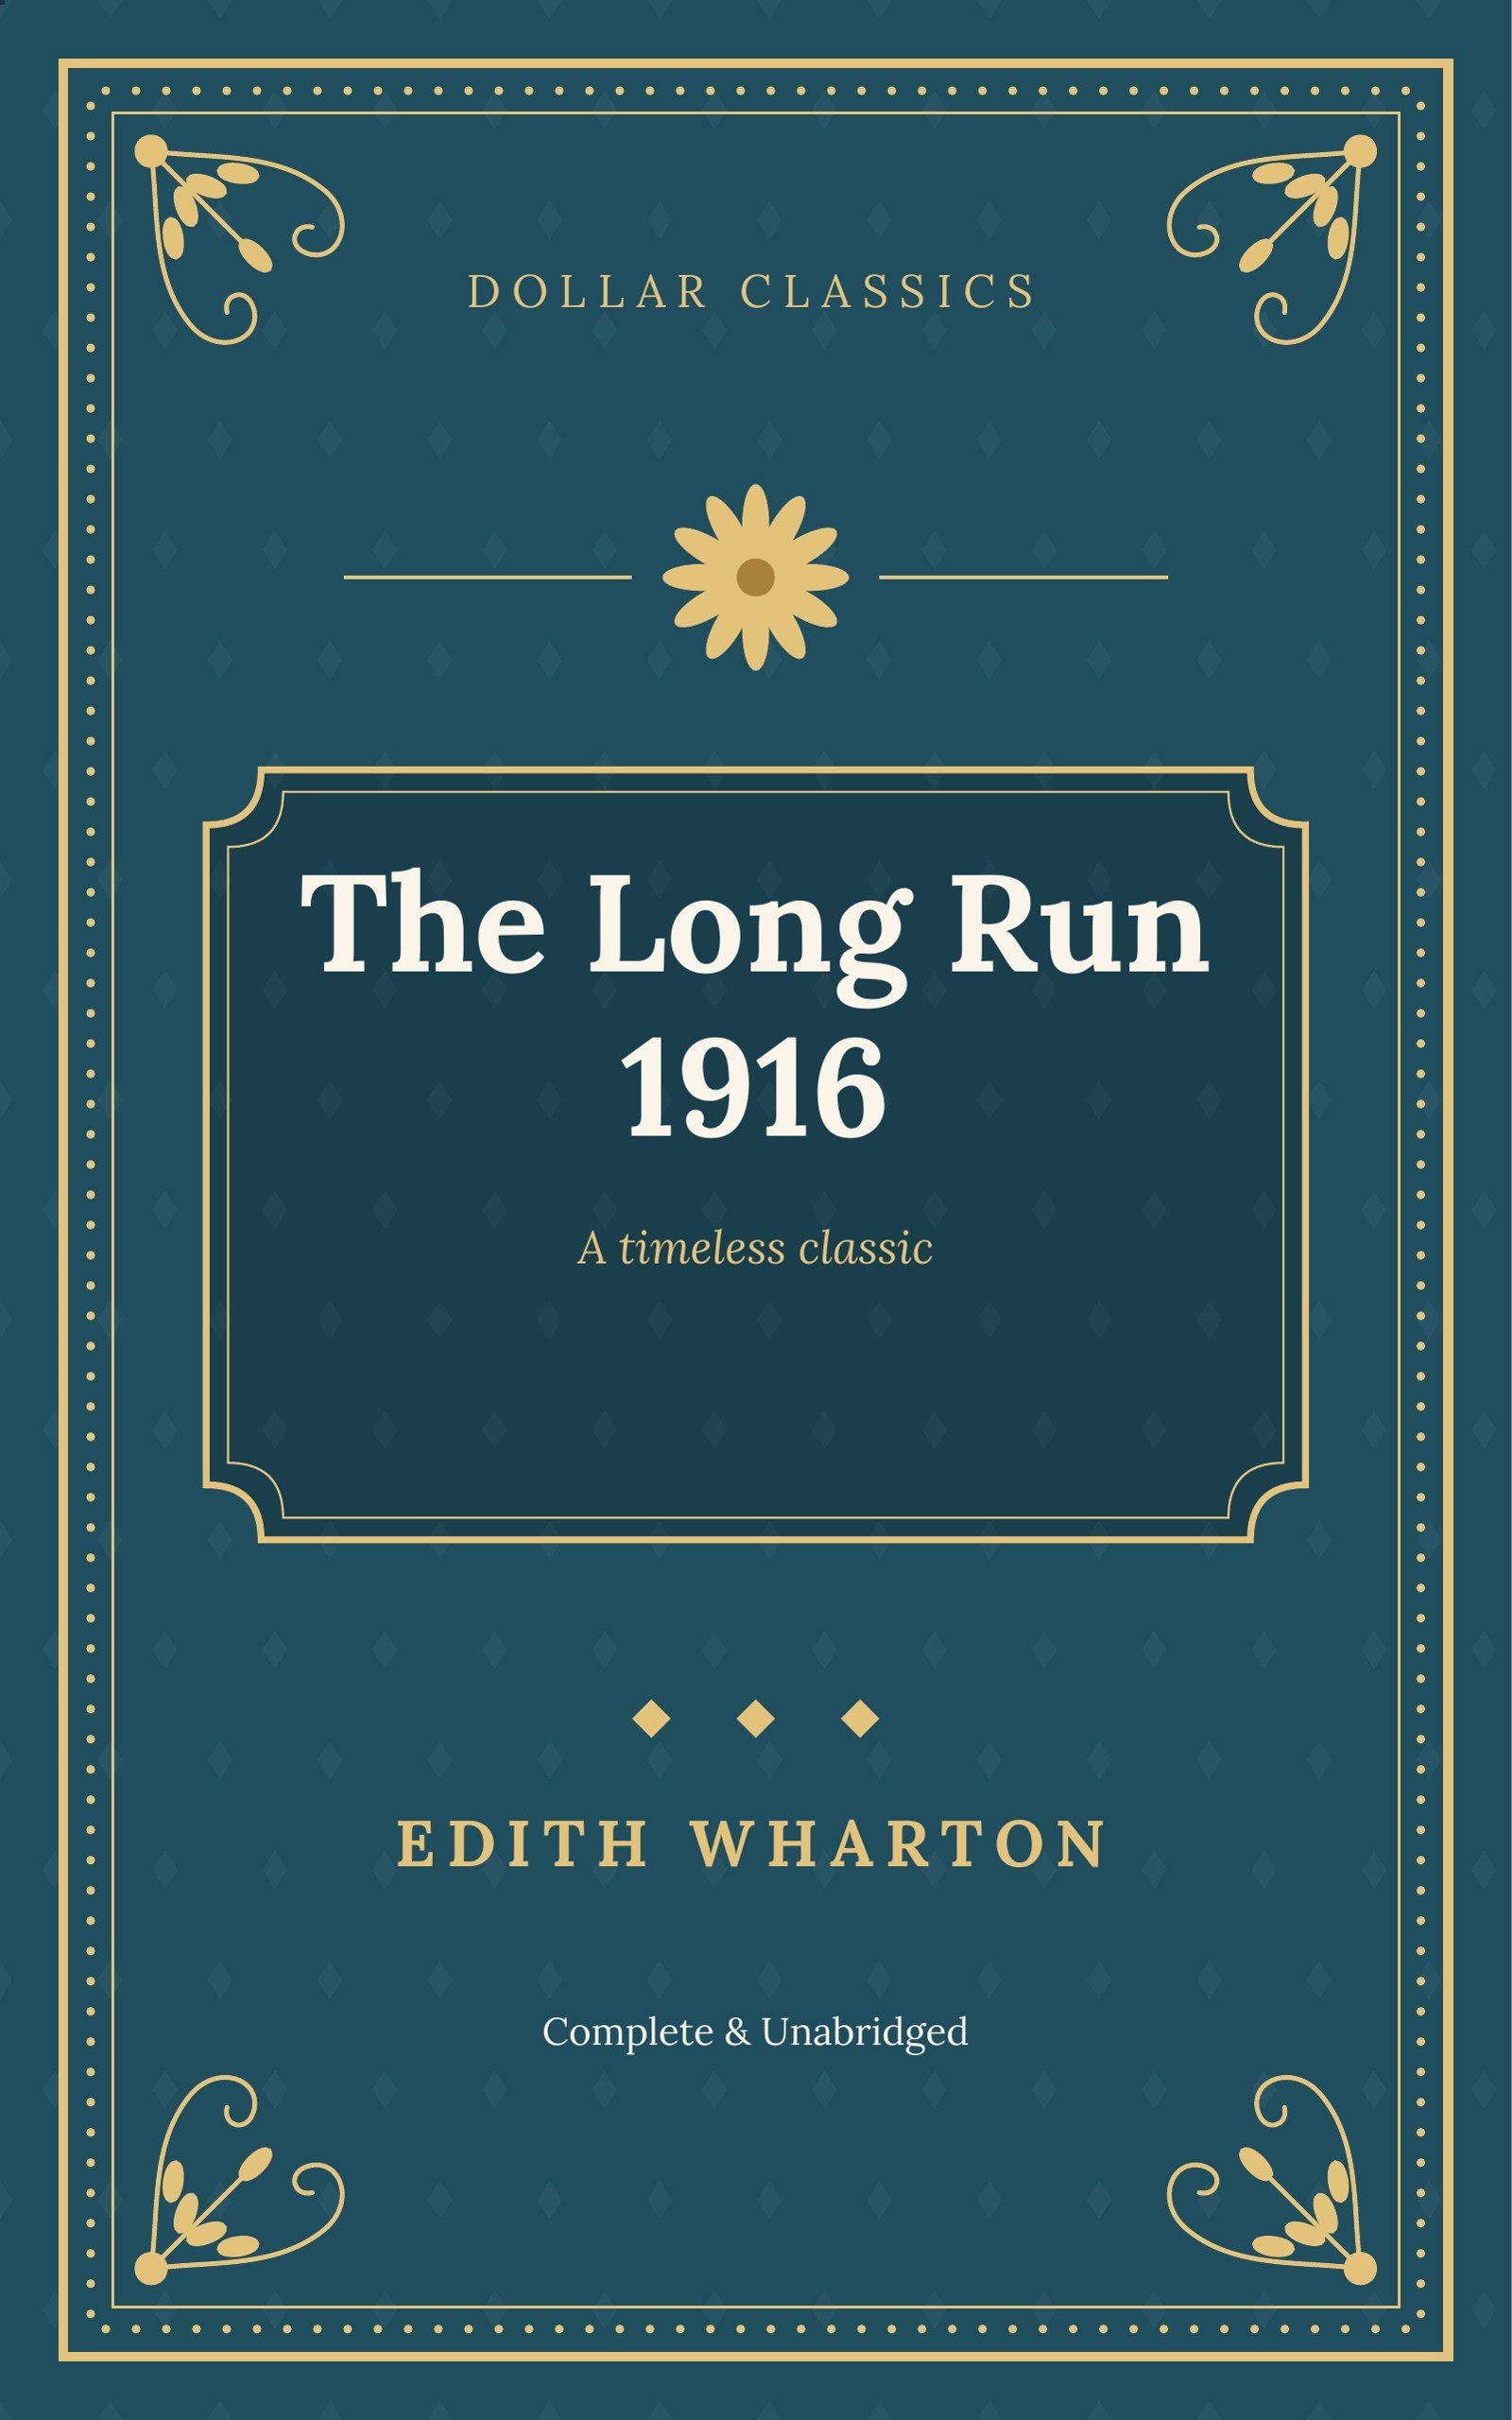 DOLLAR CLASSICS
The Long Run
1916
A timeless classic
EDITH WHARTON
Complete & Unabridged